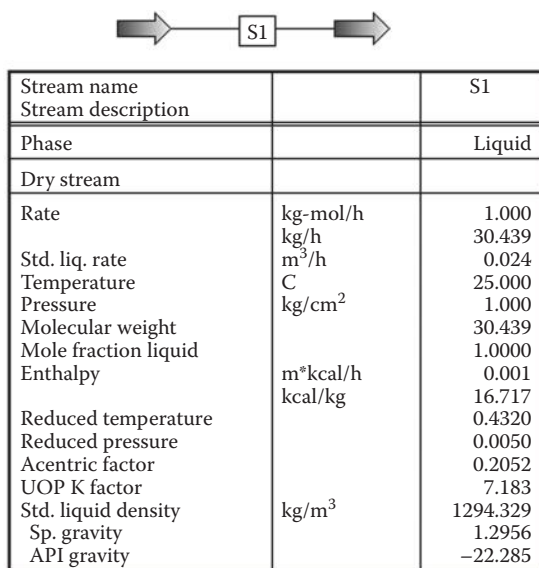 S1
Stream name S1
Stream description
Phase Liquid
Dry stream
Rate kg-mol/h 1.000
kg/h 30.439
Std. liq. rate m³/h 0.024
Temperature C 25.000
Pressure kg/cm² 1.000
Molecular weight 30.439
Mole fraction liquid 1.0000
Enthalpy m*kcal/h 0.001
kcal/kg 16.717
Reduced temperature 0.4320
Reduced pressure 0.0050
Acentric factor 0.2052
UOP K factor 7.183
Std. liquid density kg/m³ 1294.329
Sp. gravity 1.2956
API gravity –22.285